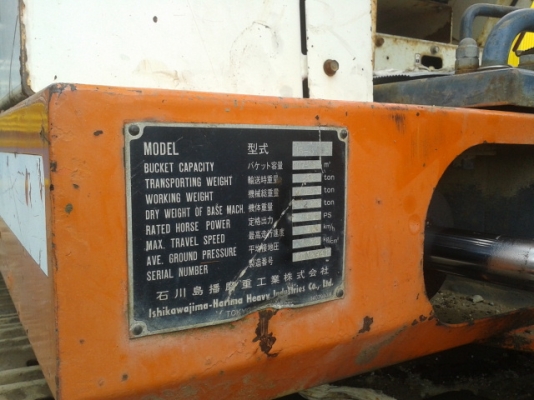 MODEL 型式
BUCKET CAPACITY バケット容量 m³
TRANSPORTING WEIGHT 輸送時重量 ton
WORKING WEIGHT 機械総重量 ton
DRY WEIGHT OF BASE MACH. 機体重量 ton
RATED HORSE POWER 定格出力 PS
MAX. TRAVEL SPEED 最高走行速度 km/h
AVE. GROUND PRESSURE 平均接地圧 kg/cm²
SERIAL NUMBER 製造番号
石川島播磨重工業株式会社
Ishikawajima-Harima Heavy Industries Co., Ltd.